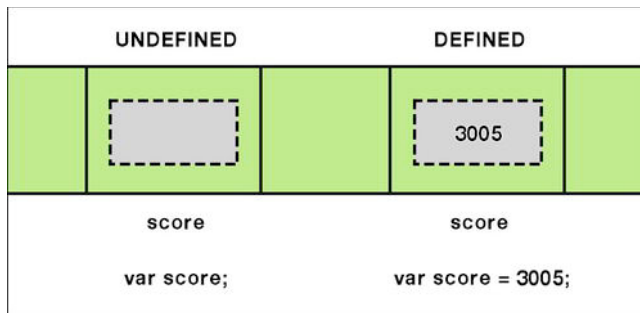 UNDEFINED DEFINED
3005
score score
var score; var score = 3005;